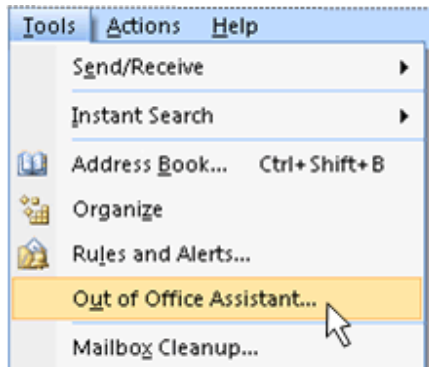 Tools Actions Help
Send/Receive
Instant Search
Address Book... Ctrl+Shift+B
Organize
Rules and Alerts...
Out of Office Assistant...
Mailbox Cleanup...